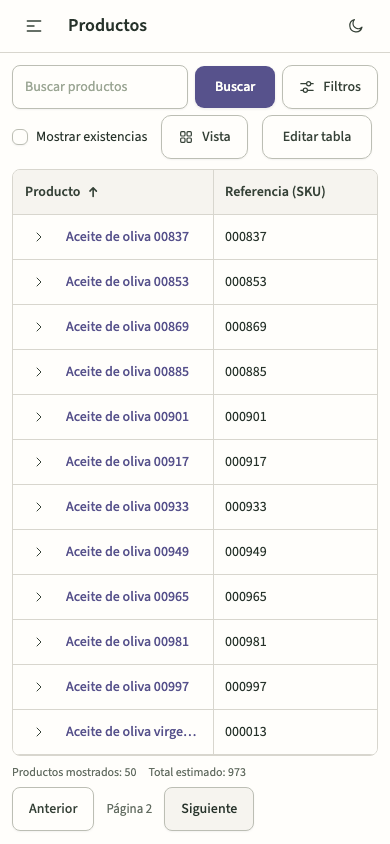 Productos
Buscar productos
Buscar
Filtros
Mostrar existencias
Vista
Editar tabla
Producto ↑ Referencia (SKU)
Aceite de oliva 00837 000837
Aceite de oliva 00853 000853
Aceite de oliva 00869 000869
Aceite de oliva 00885 000885
Aceite de oliva 00901 000901
Aceite de oliva 00917 000917
Aceite de oliva 00933 000933
Aceite de oliva 00949 000949
Aceite de oliva 00965 000965
Aceite de oliva 00981 000981
Aceite de oliva 00997 000997
Aceite de oliva virge... 000013
Productos mostrados: 50 Total estimado: 973
Anterior
Página 2
Siguiente